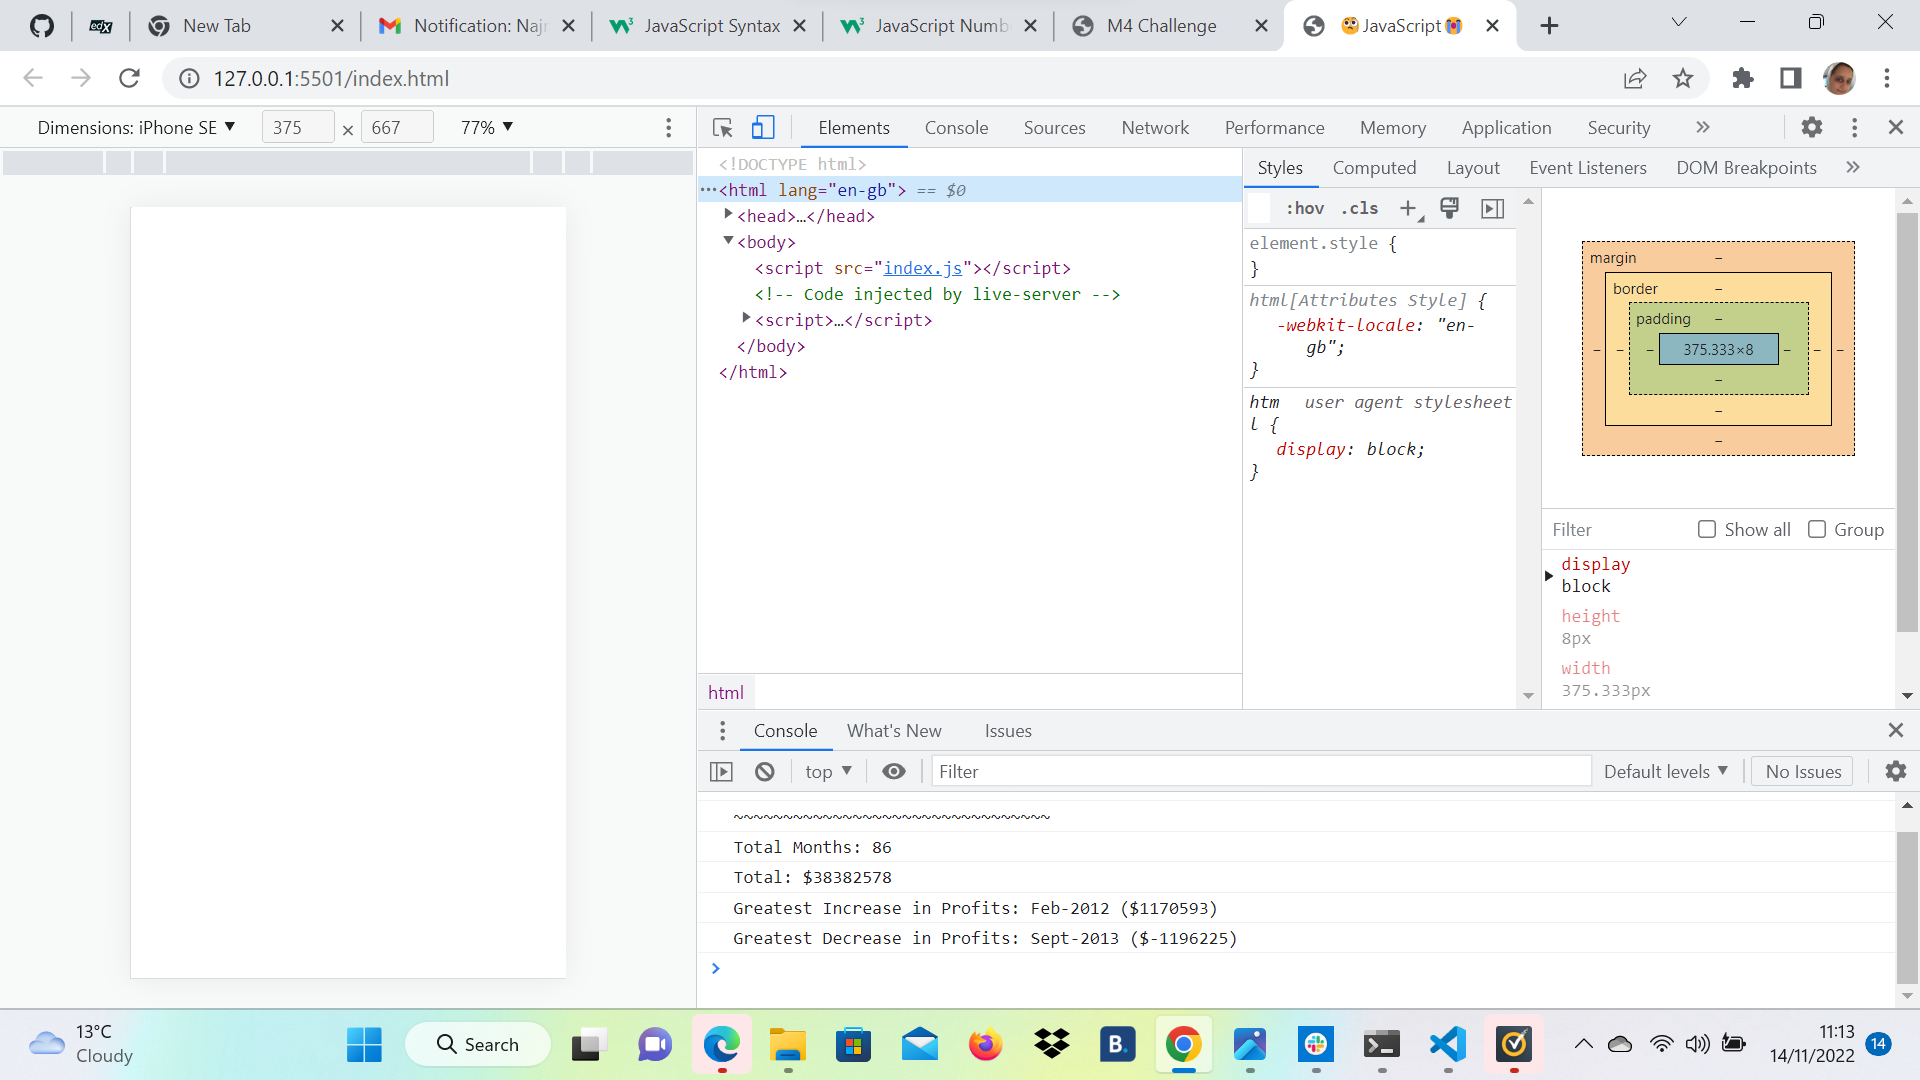 edX
New Tab
Notification: Najn
JavaScript Syntax
JavaScript Numb
M4 Challenge
JavaScript
127.0.0.1:5501/index.html
Dimensions: iPhone SE ▼ 375 × 667 77% ▼
Elements Console Sources Network Performance Memory Application Security »
<!DOCTYPE html>
···<html lang="en-gb"> == $0
<head>…</head>
<body>
<script src="index.js"></script>
<!-- Code injected by live-server -->
<script>…</script>
</body>
</html>
html
Styles Computed Layout Event Listeners DOM Breakpoints »
:hov .cls +
element.style {
}
html[Attributes Style] {
-webkit-locale: "en-
gb";
}
htm user agent stylesheet
l {
display: block;
}
margin –
border –
padding –
– – – 375.333×8 – – –
–
–
–
Filter Show all Group
display
block
height
8px
width
375.333px
Console What's New Issues
top ▼ Filter Default levels ▼ No Issues
~~~~~~~~~~~~~~~~~~~~~~~~~~~~~~~~
Total Months: 86
Total: $38382578
Greatest Increase in Profits: Feb-2012 ($1170593)
Greatest Decrease in Profits: Sept-2013 ($-1196225)
>
13°C
Cloudy
Search
B.
11:13
14/11/2022
14